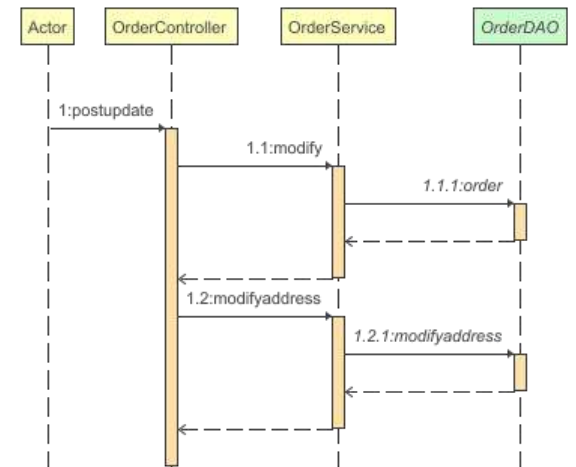 Actor
OrderController
OrderService
OrderDAO
1:postupdate
1.1:modify
1.1.1:order
1.2:modifyaddress
1.2.1:modifyaddress